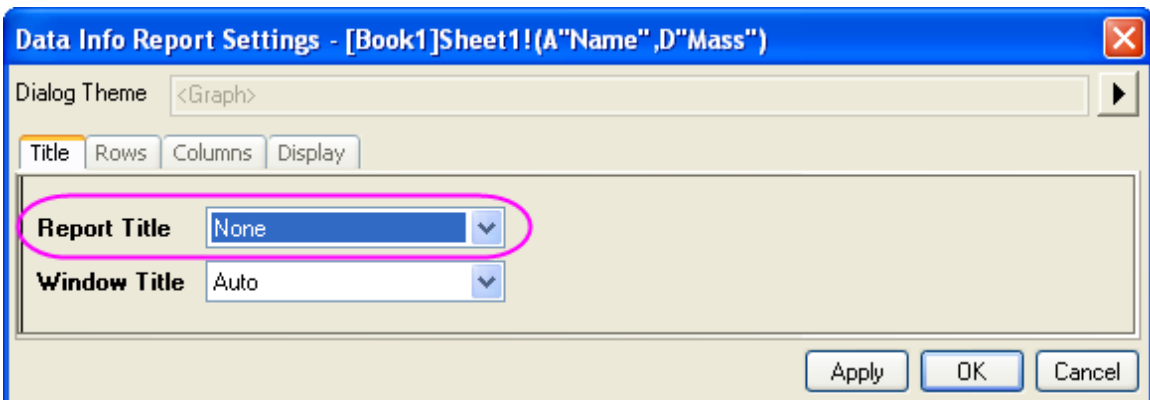 Data Info Report Settings - [Book1]Sheet1!(A"Name",D"Mass")
Dialog Theme <Graph>
Title Rows Columns Display
Report Title None
Window Title Auto
Apply OK Cancel